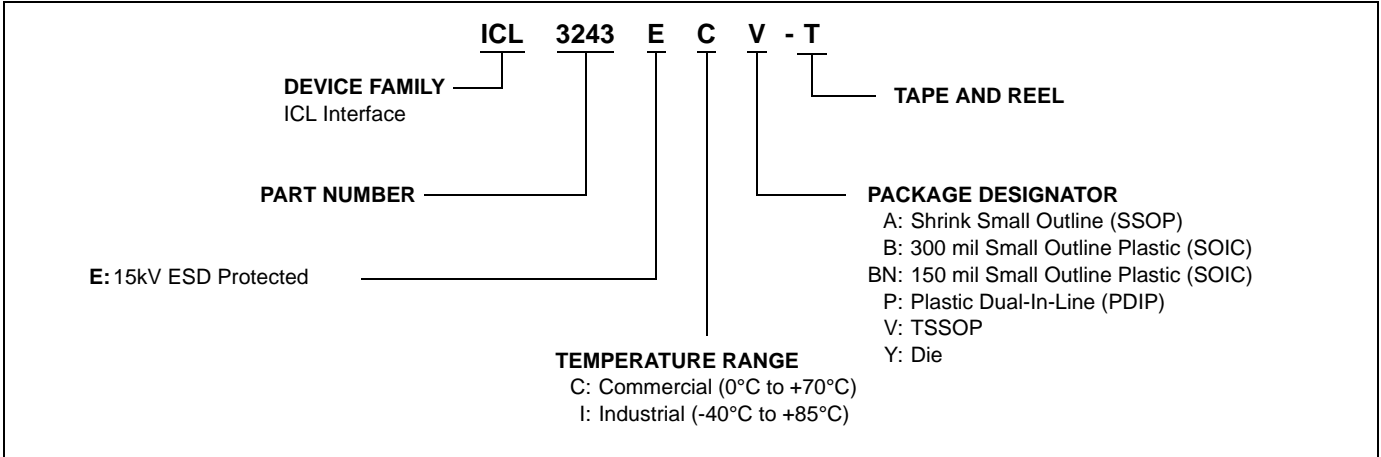 ICL 3243 E C V - T
DEVICE FAMILY
ICL Interface
TAPE AND REEL
PART NUMBER
PACKAGE DESIGNATOR
A: Shrink Small Outline (SSOP)
B: 300 mil Small Outline Plastic (SOIC)
BN: 150 mil Small Outline Plastic (SOIC)
P: Plastic Dual-In-Line (PDIP)
V: TSSOP
Y: Die
E: 15kV ESD Protected
TEMPERATURE RANGE
C: Commercial (0°C to +70°C)
I: Industrial (-40°C to +85°C)